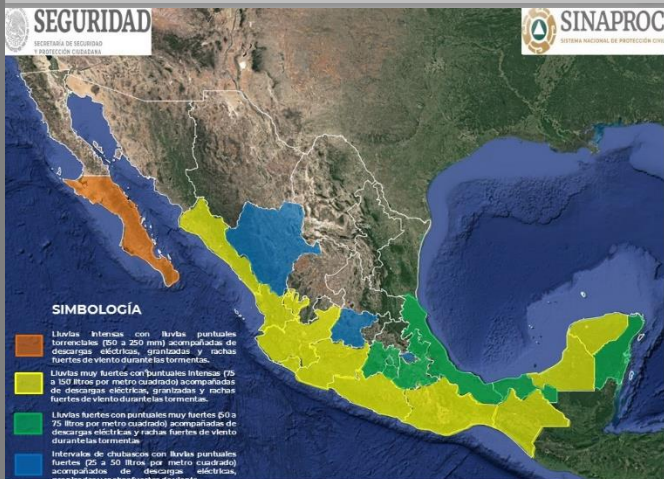 SEGURIDAD
SECRETARÍA DE SEGURIDAD
Y PROTECCIÓN CIUDADANA
SINAPROC
SISTEMA NACIONAL DE PROTECCIÓN CIVIL
SIMBOLOGÍA
Lluvias intensas con lluvias puntuales
torrenciales (150 a 250 mm) acompañadas de
descargas eléctricas, granizadas y rachas
fuertes de viento durante las tormentas.
Lluvias muy fuertes con puntuales intensas (75
a 150 litros por metro cuadrado) acompañadas
de descargas eléctricas, granizadas y rachas
fuertes de viento durante las tormentas.
Lluvias fuertes con puntuales muy fuertes (50 a
75 litros por metro cuadrado) acompañadas de
descargas eléctricas y rachas fuertes de viento
durante las tormentas
Intervalos de chubascos con lluvias puntuales
fuertes (25 a 50 litros por metro cuadrado)
acompañados de descargas eléctricas,